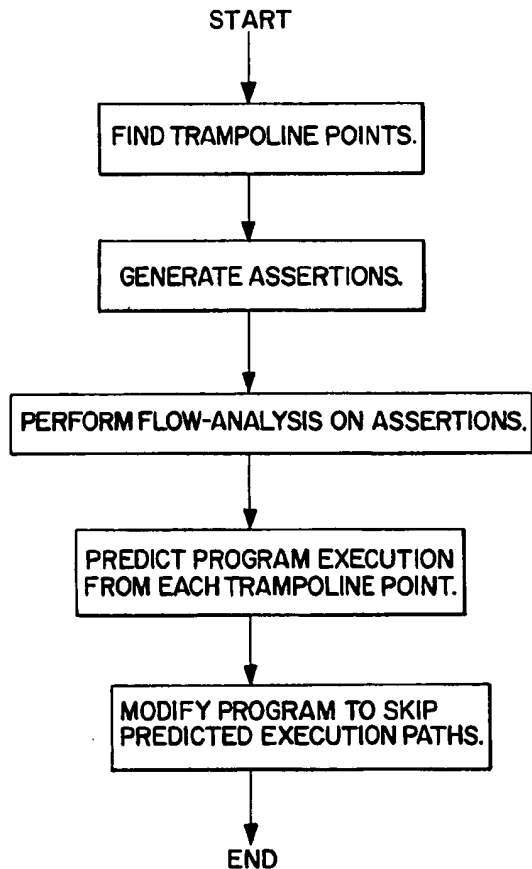 START
FIND TRAMPOLINE POINTS.
GENERATE ASSERTIONS.
PERFORM FLOW-ANALYSIS ON ASSERTIONS.
PREDICT PROGRAM EXECUTION
FROM EACH TRAMPOLINE POINT.
MODIFY PROGRAM TO SKIP
PREDICTED EXECUTION PATHS.
END